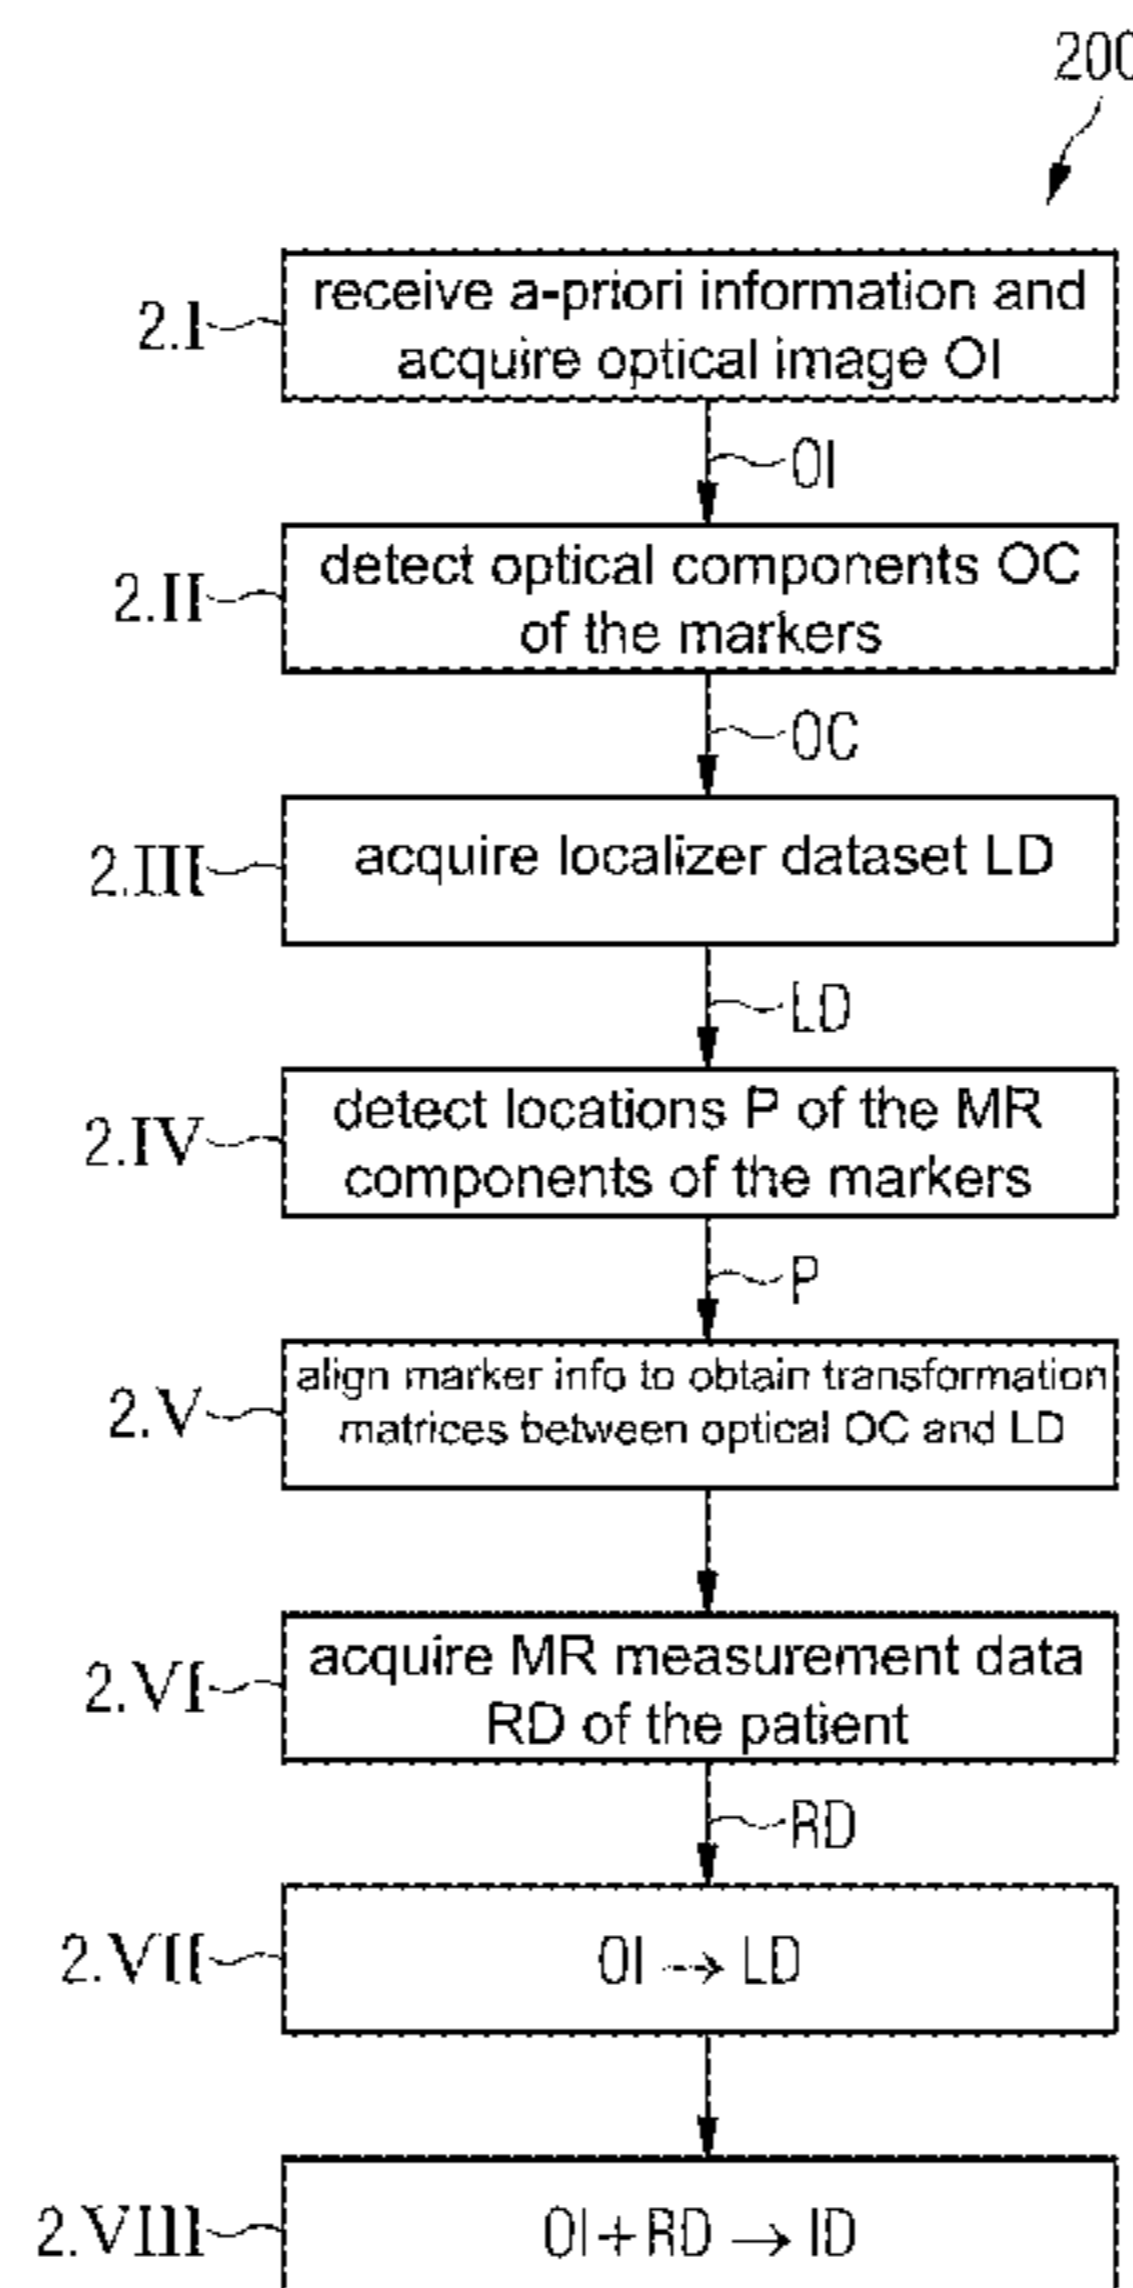 200
2.I
receive a-priori information and
acquire optical image OI
OI
2.II
detect optical components OC
of the markers
OC
2.III
acquire localizer dataset LD
LD
2.IV
detect locations P of the MR
components of the markers
P
2.V
align marker info to obtain transformation
matrices between optical OC and LD
2.VI
acquire MR measurement data
RD of the patient
RD
2.VII
OI → LD
2.VIII
OI + RD → ID